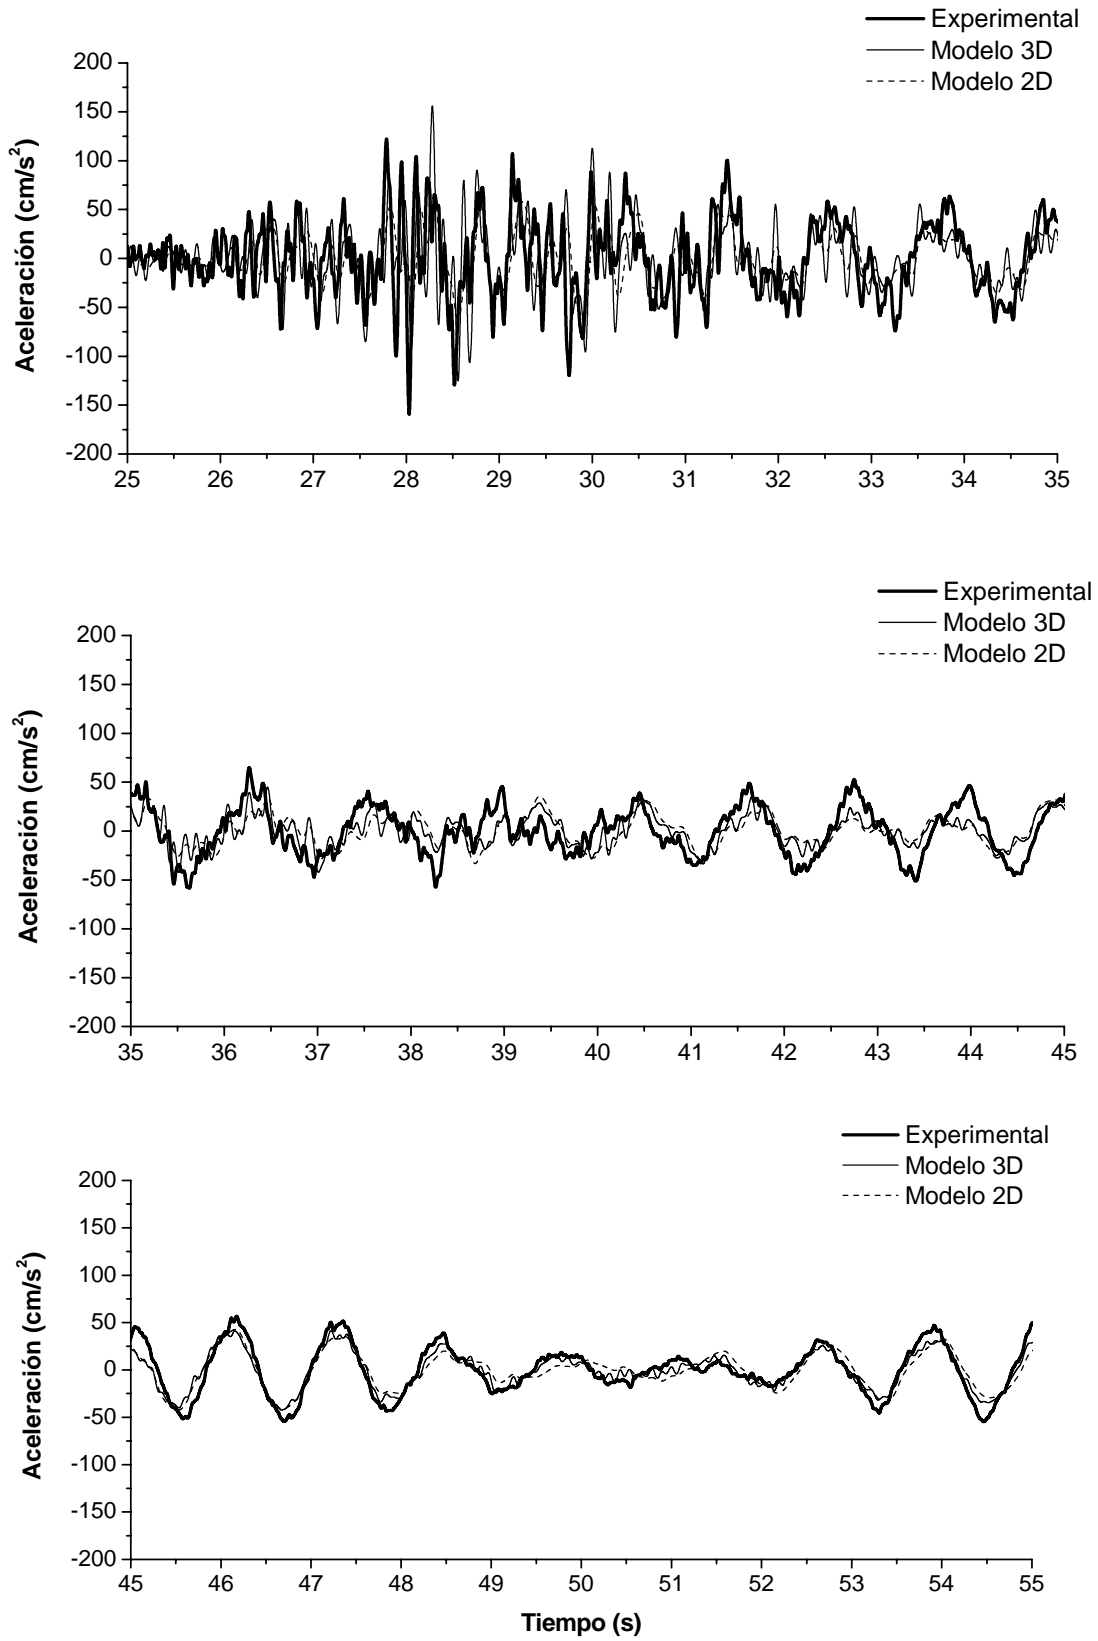 Experimental
Modelo 3D
Modelo 2D
Aceleración (cm/s²)
200
150
100
50
0
-50
-100
-150
-200
25 26 27 28 29 30 31 32 33 34 35
Experimental
Modelo 3D
Modelo 2D
Aceleración (cm/s²)
200
150
100
50
0
-50
-100
-150
-200
35 36 37 38 39 40 41 42 43 44 45
Experimental
Modelo 3D
Modelo 2D
Aceleración (cm/s²)
200
150
100
50
0
-50
-100
-150
-200
45 46 47 48 49 50 51 52 53 54 55
Tiempo (s)